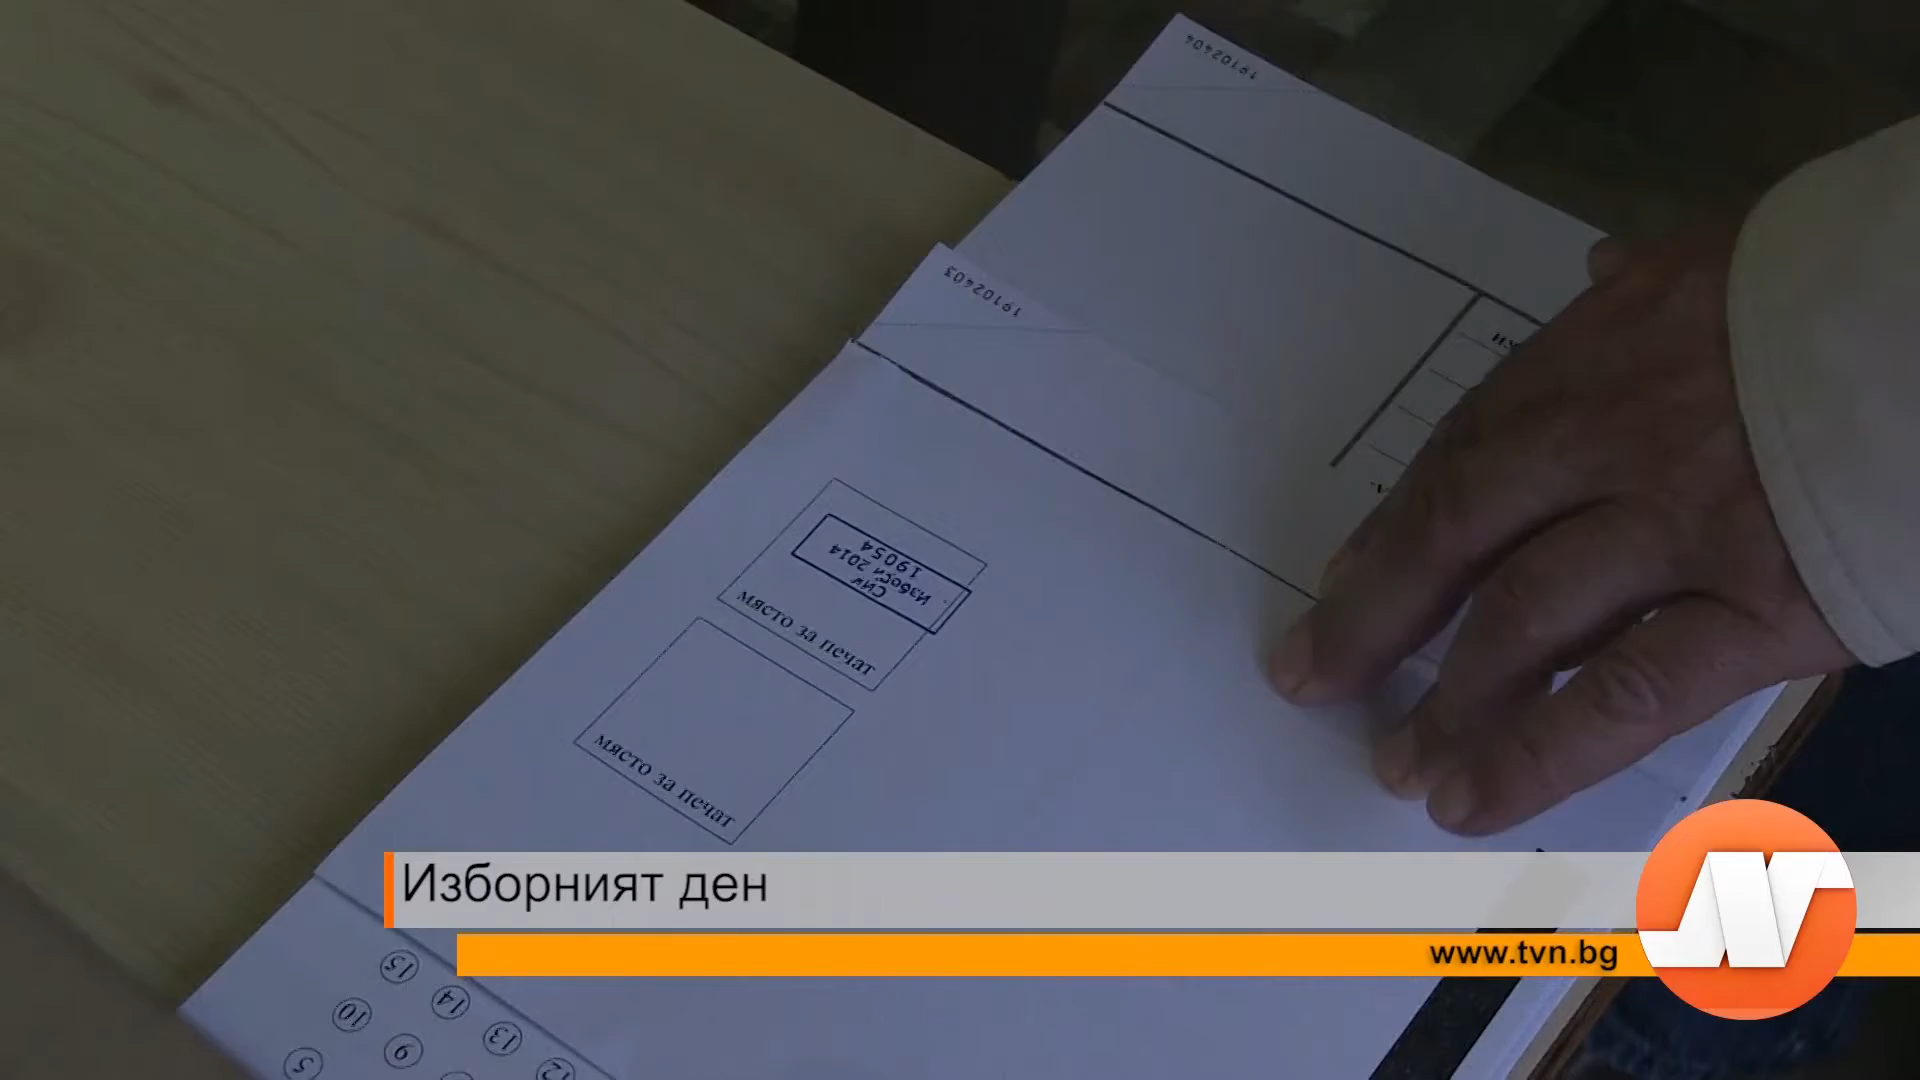 19102404
19102403
СИК
Избори 2014
19054
място за печат
място за печат
Изборният ден
www.tvn.bg
15
14
13
12
10
9
5